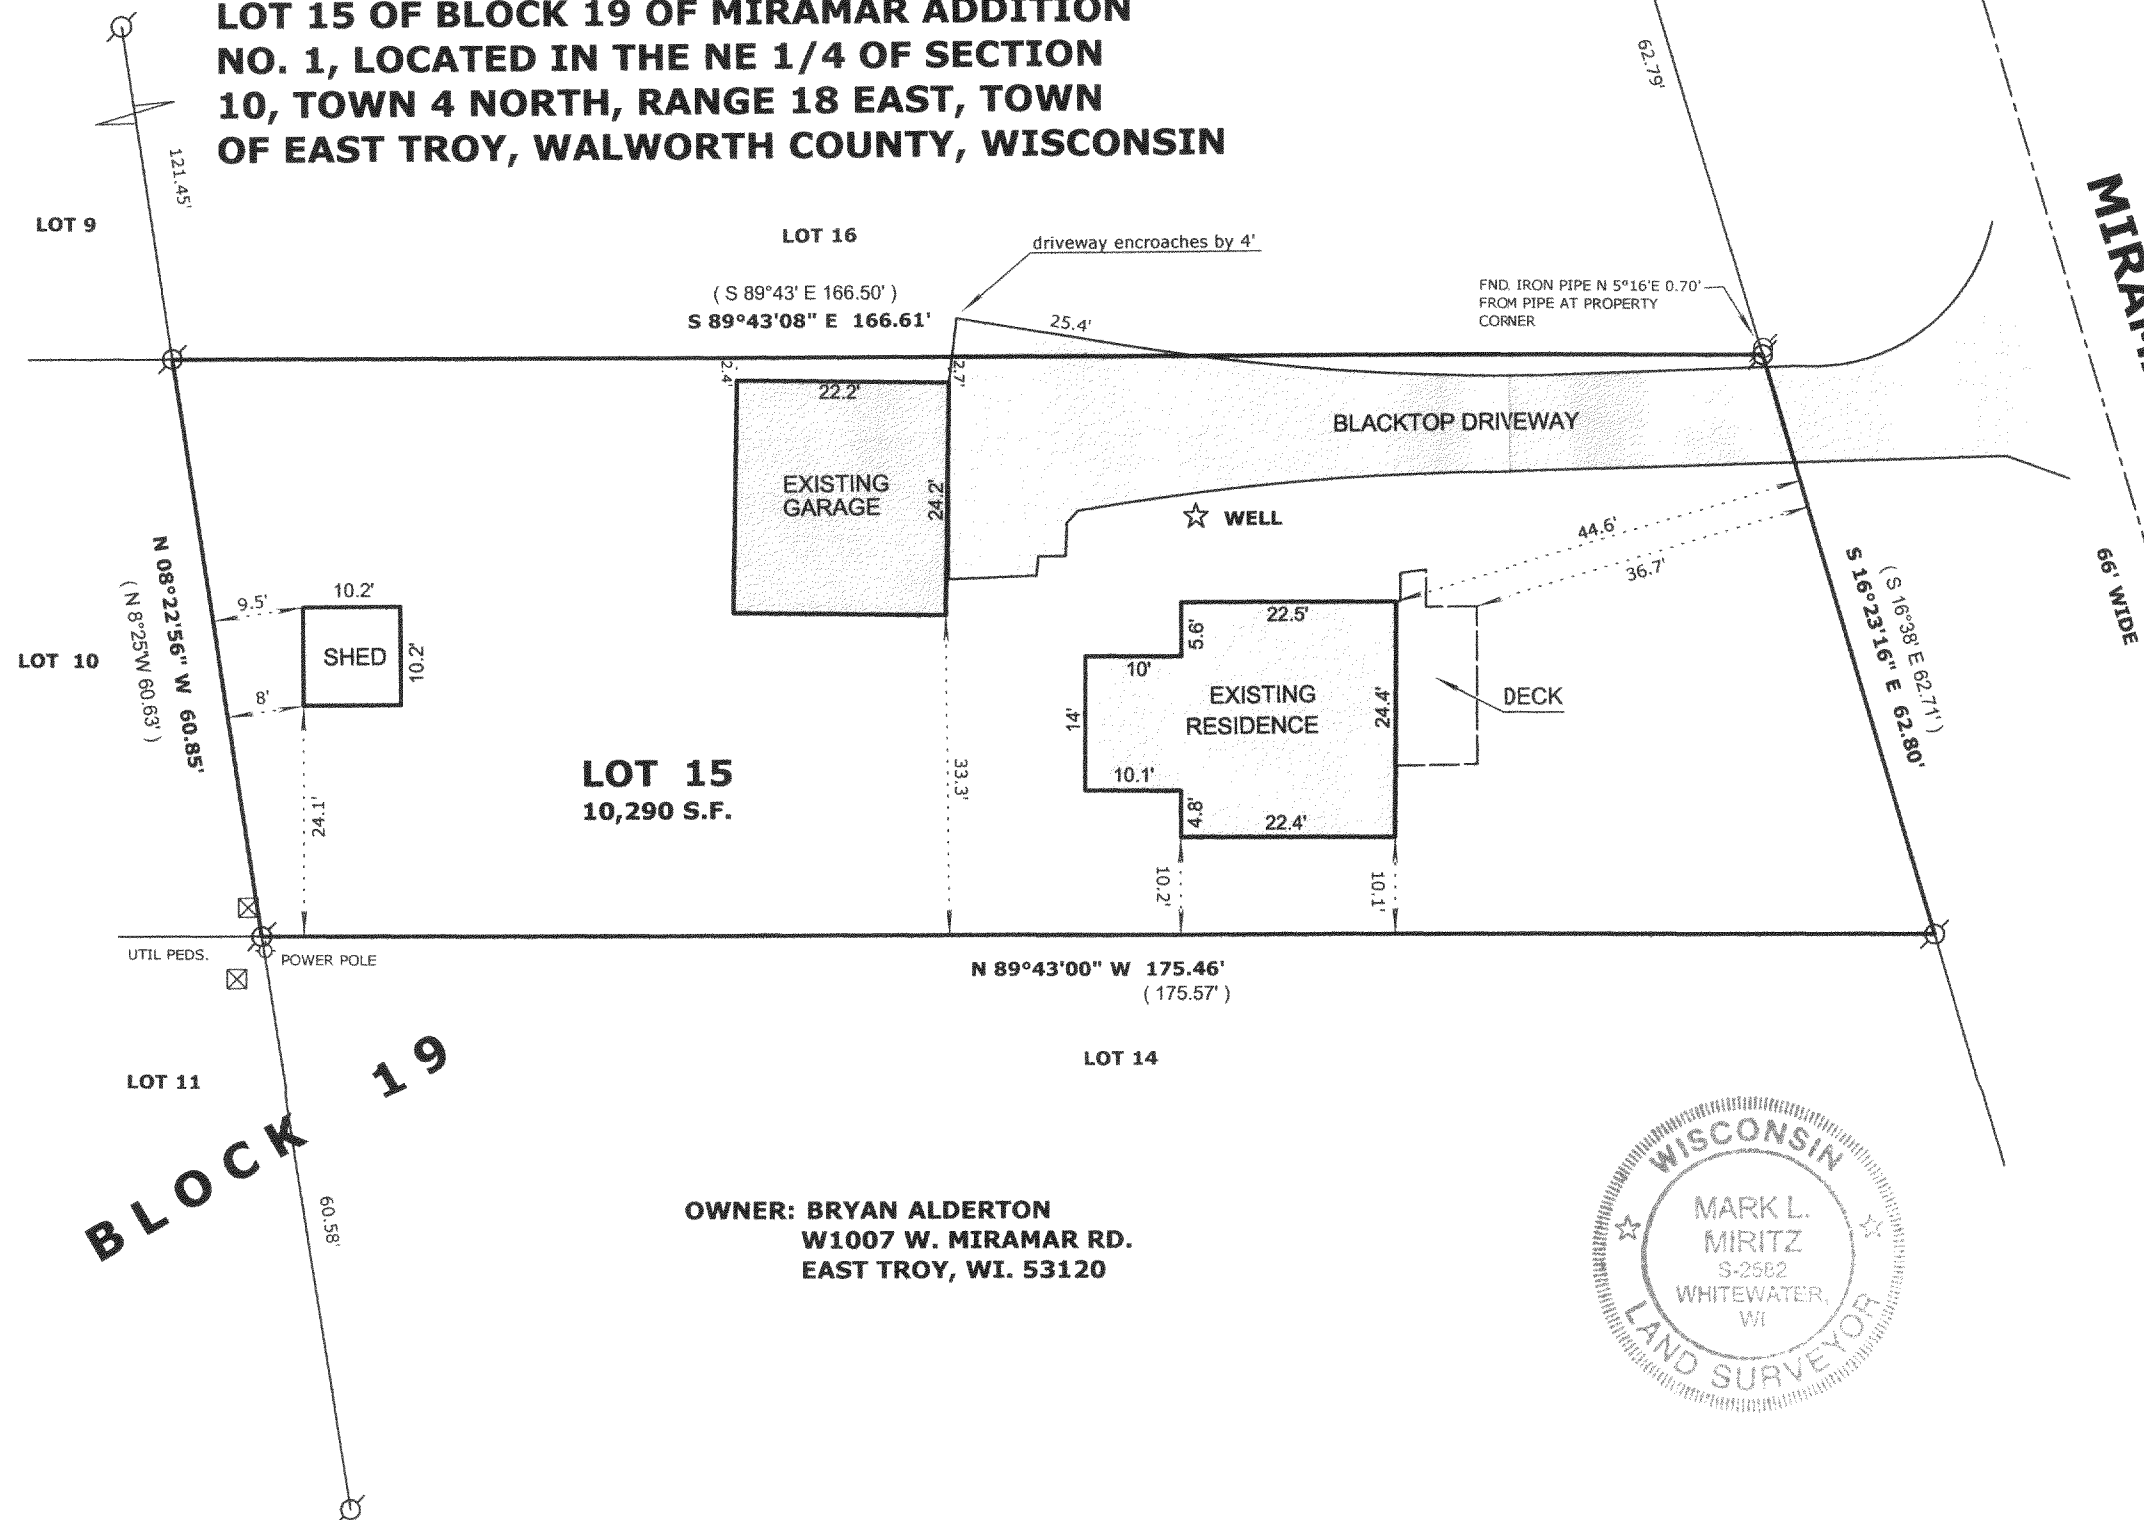 LOT 15 OF BLOCK 19 OF MIRAMAR ADDITION
NO. 1, LOCATED IN THE NE 1/4 OF SECTION
10, TOWN 4 NORTH, RANGE 18 EAST, TOWN
OF EAST TROY, WALWORTH COUNTY, WISCONSIN
62.79'
121.45'
LOT 9
LOT 16
driveway encroaches by 4'
( S 89°43' E 166.50' )
S 89°43'08" E 166.61'
25.4'
FND. IRON PIPE N 5°16'E 0.70'
FROM PIPE AT PROPERTY
CORNER
2.4'
2.7'
22.2'
BLACKTOP DRIVEWAY
EXISTING
GARAGE
24.2'
WELL
44.6'
36.7'
66' WIDE
N 08°22'56" W 60.85'
( N 8°25'W 60.63' )
S 16°23'16" E 62.80'
( S 16°38' E 62.71' )
9.5'
10.2'
SHED
10.2'
8'
24.1'
LOT 10
22.5'
5.6'
10'
EXISTING
RESIDENCE
14'
24.4'
DECK
10.1'
4.8'
22.4'
LOT 15
10,290 S.F.
33.3'
10.2'
10.1'
UTIL PEDS.
POWER POLE
N 89°43'00" W 175.46'
( 175.57' )
LOT 14
LOT 11
BLOCK 19
60.58'
OWNER: BRYAN ALDERTON
W1007 W. MIRAMAR RD.
EAST TROY, WI. 53120
WISCONSIN
MARK L.
MIRITZ
S-2582
WHITEWATER,
WI
LAND SURVEYOR